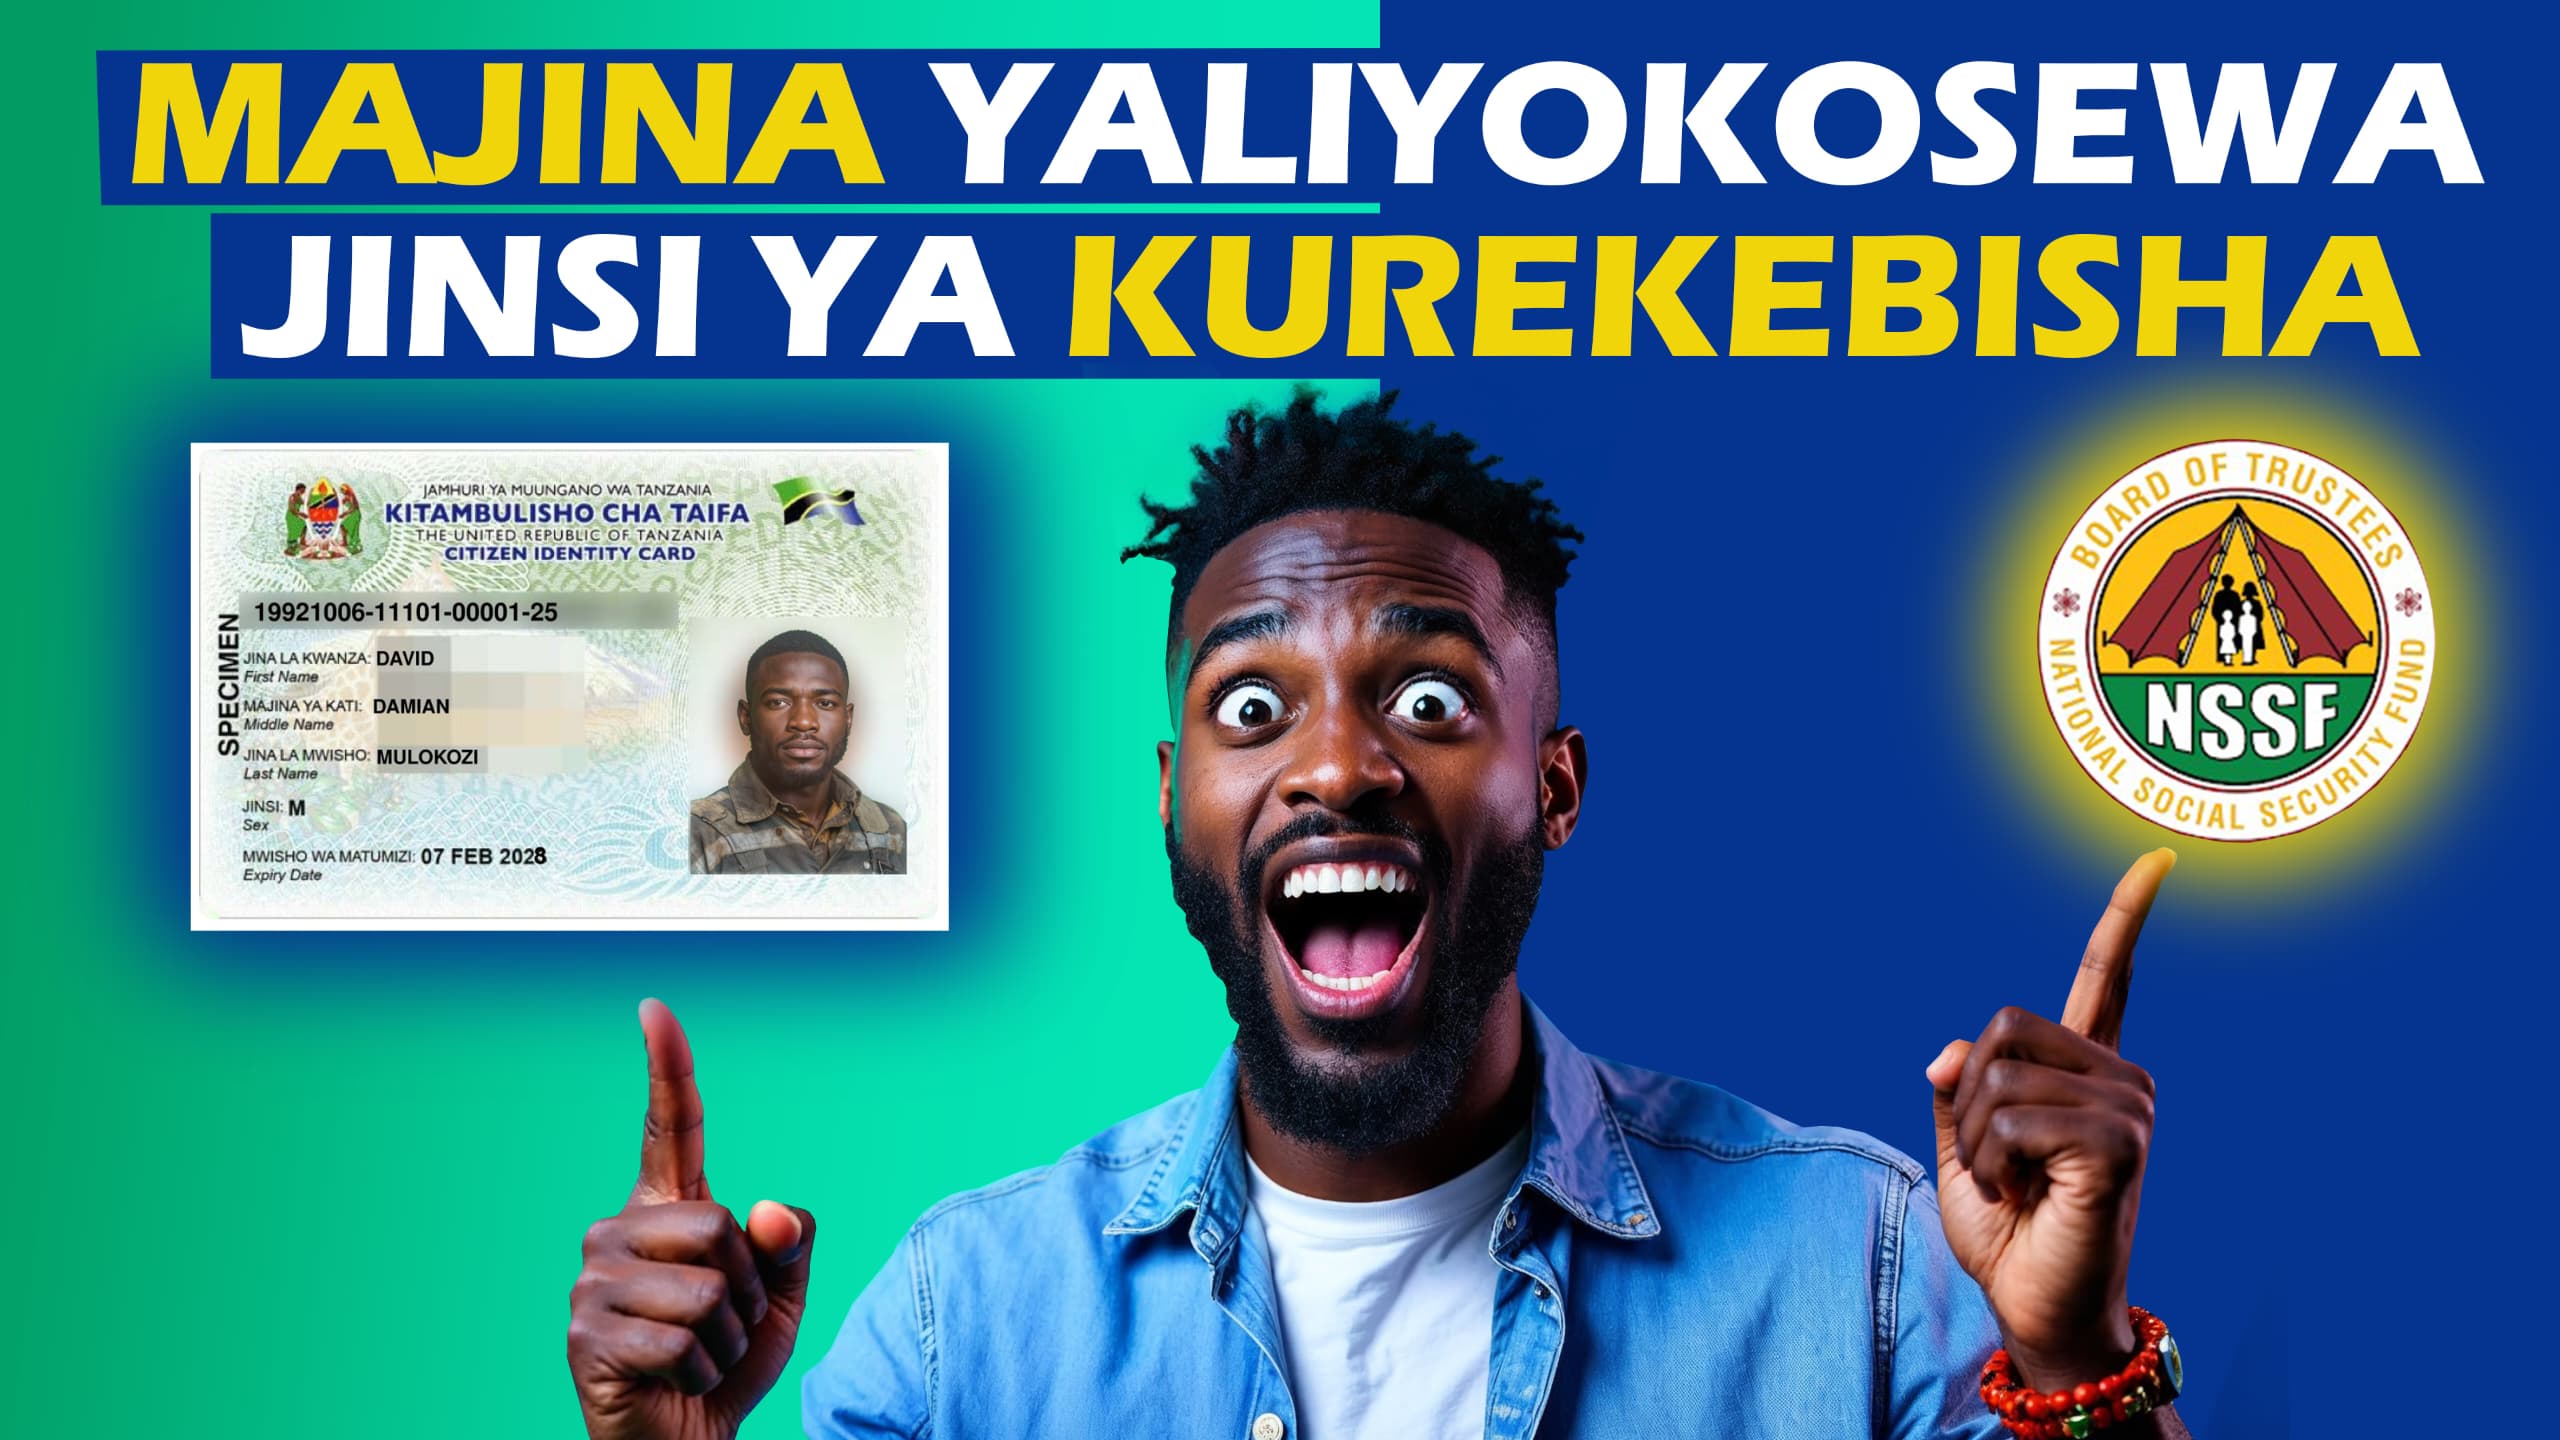 MAJINA YALIYOKOSEWA
JINSI YA KUREKEBISHA
JAMHURI YA MUUNGANO WA TANZANIA
KITAMBULISHO CHA TAIFA
THE UNITED REPUBLIC OF TANZANIA
CITIZEN IDENTITY CARD
19921006-11101-00001-25
SPECIMEN
JINA LA KWANZA: DAVID
First Name
MAJINA YA KATI: DAMIAN
Middle Name
JINA LA MWISHO: MULOKOZI
Last Name
JINSI: M
Sex
MWISHO WA MATUMIZI: 07 FEB 2028
Expiry Date
BOARD OF TRUSTEES
NSSF
NATIONAL SOCIAL SECURITY FUND